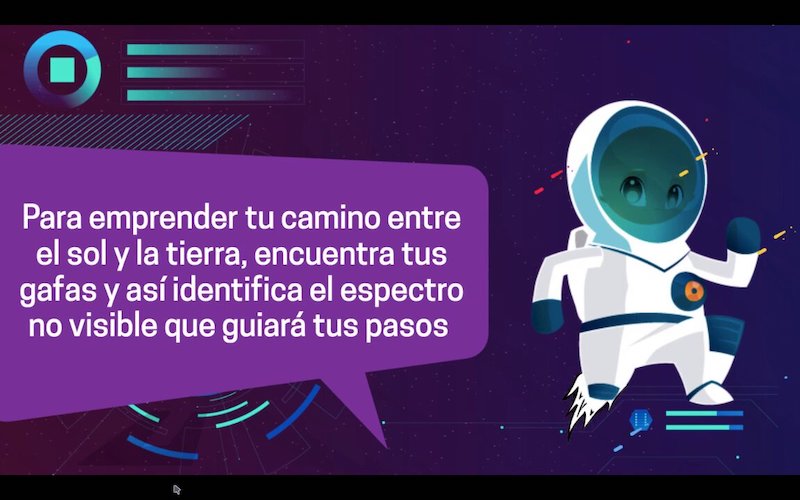 Para emprender tu camino entre
el sol y la tierra, encuentra tus
gafas y así identifica el espectro
no visible que guiará tus pasos